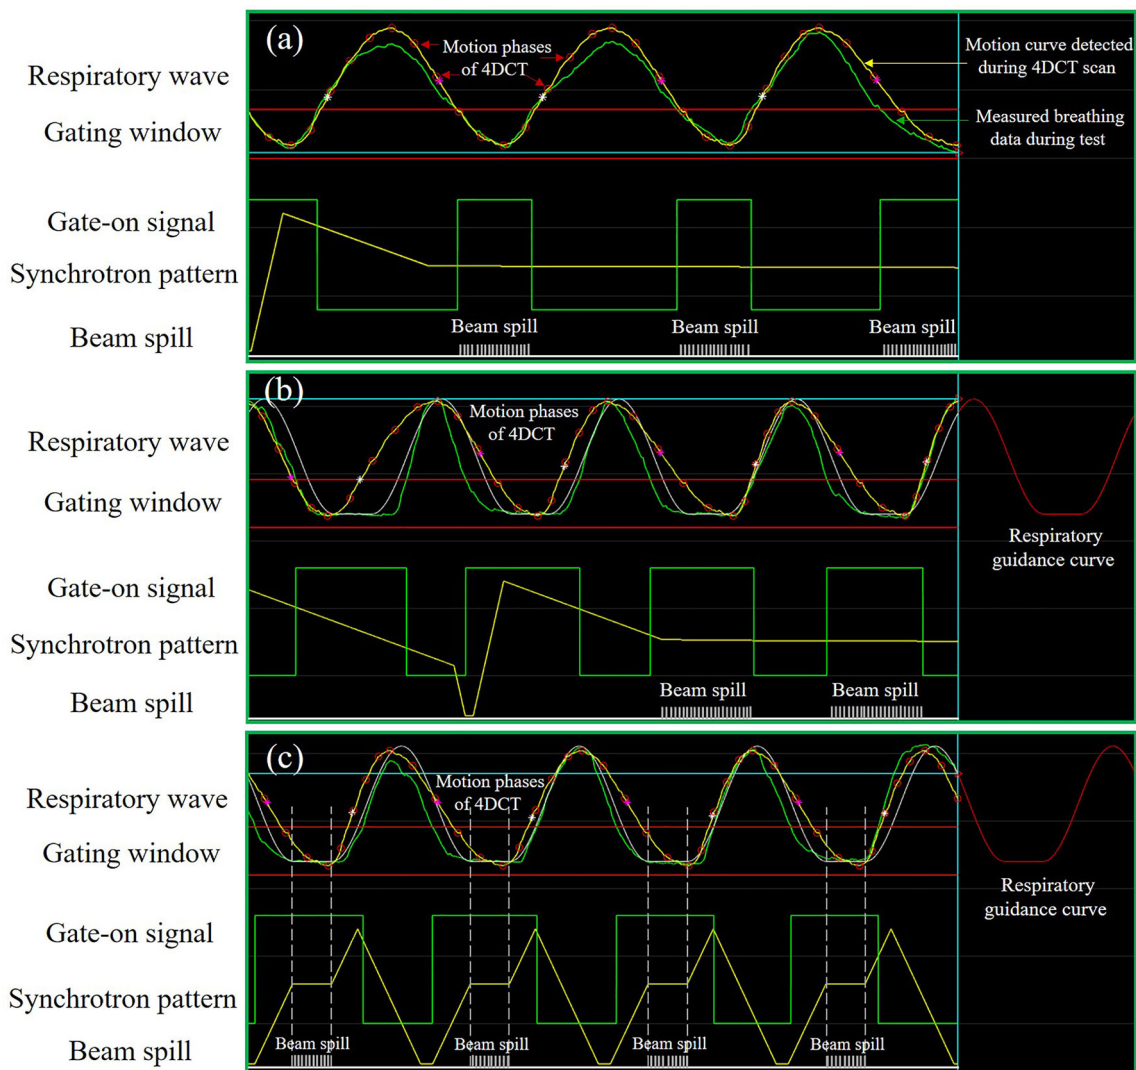 (a)
Respiratory wave
Gating window
Gate-on signal
Synchrotron pattern
Beam spill
Motion phases
of 4DCT
Motion curve detected
during 4DCT scan
Measured breathing
data during test
Beam spill
Beam spill
Beam spill
(b)
Respiratory wave
Gating window
Gate-on signal
Synchrotron pattern
Beam spill
Motion phases
of 4DCT
Respiratory
guidance curve
Beam spill
Beam spill
(c)
Respiratory wave
Gating window
Gate-on signal
Synchrotron pattern
Beam spill
Motion phases
of 4DCT
Respiratory
guidance curve
Beam spill
Beam spill
Beam spill
Beam spill